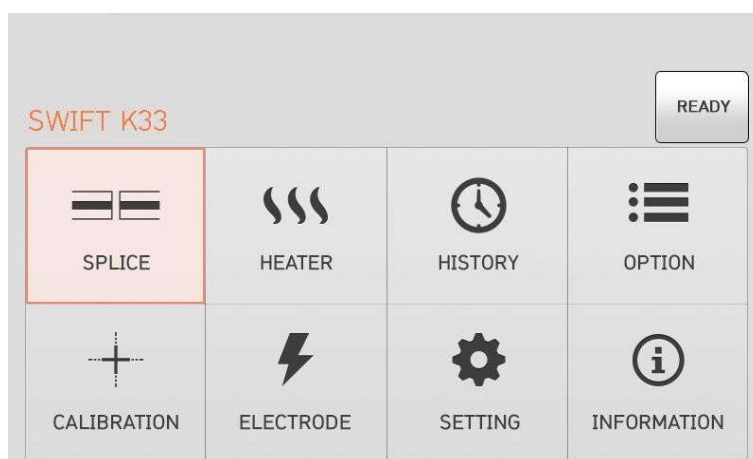 READY
SWIFT K33
SPLICE HEATER HISTORY OPTION
CALIBRATION ELECTRODE SETTING INFORMATION